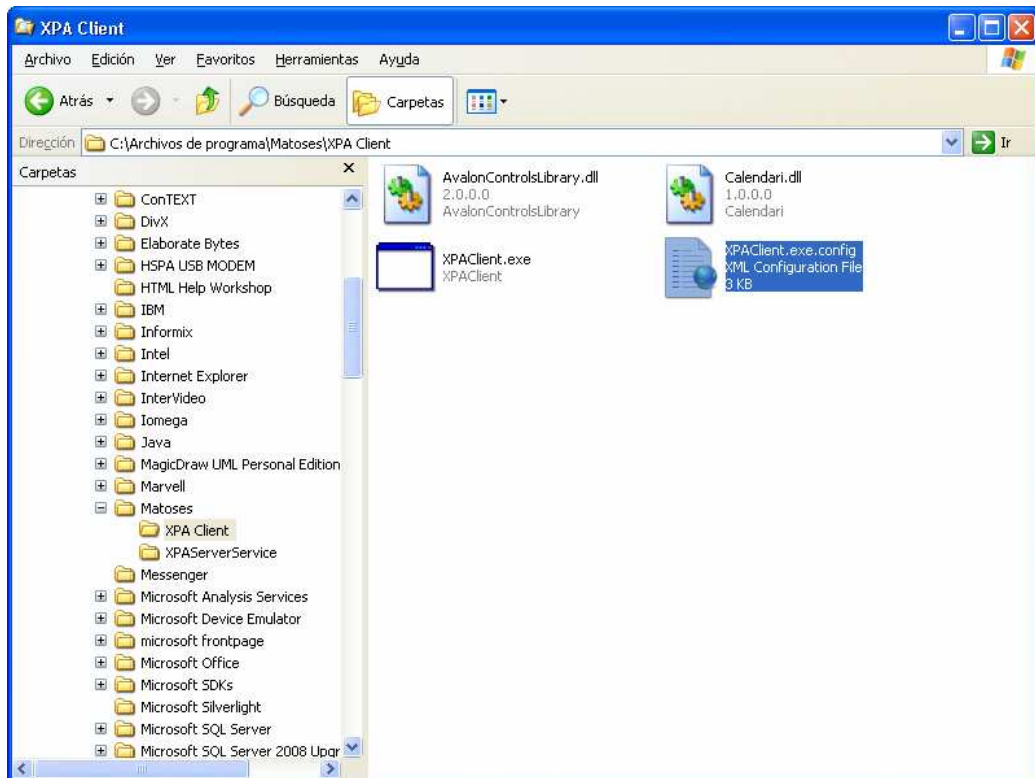 XPA Client
Archivo Edición Ver Favoritos Herramientas Ayuda
Atrás Búsqueda Carpetas
Dirección C:\Archivos de programa\Matoses\XPA Client Ir
Carpetas
ConTEXT
DivX
Elaborate Bytes
HSPA USB MODEM
HTML Help Workshop
IBM
Informix
Intel
Internet Explorer
InterVideo
Iomega
Java
MagicDraw UML Personal Edition
Marvell
Matoses
XPA Client
XPAServerService
Messenger
Microsoft Analysis Services
Microsoft Device Emulator
microsoft frontpage
Microsoft Office
Microsoft SDKs
Microsoft Silverlight
Microsoft SQL Server
Microsoft SQL Server 2008 Upgr
AvalonControlsLibrary.dll
2.0.0.0
AvalonControlsLibrary
Calendari.dll
1.0.0.0
Calendari
XPAClient.exe
XPAClient
XPAClient.exe.config
XML Configuration File
3 KB